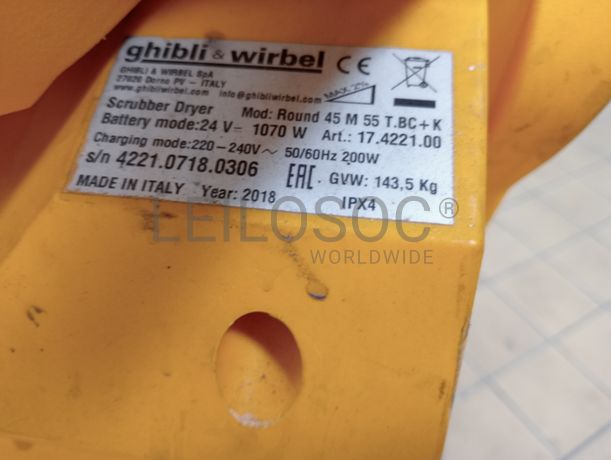 ghibli & wirbel CE
GHIBLI & WIRBEL SpA
27020 Dorno PV - ITALY
www.ghibliwirbel.com info@ghibliwirbel.com MAX 2%
Scrubber Dryer Mod: Round 45 M 55 T.BC+K
Battery mode:24 V⎓ 1070 W Art.: 17.4221.00
Charging mode:220-240V~ 50/60Hz 200W
s/n 4221.0718.0306 EAC GVW: 143,5 Kg
MADE IN ITALY Year: 2018 IPX4
LEILOSOC®
WORLDWIDE